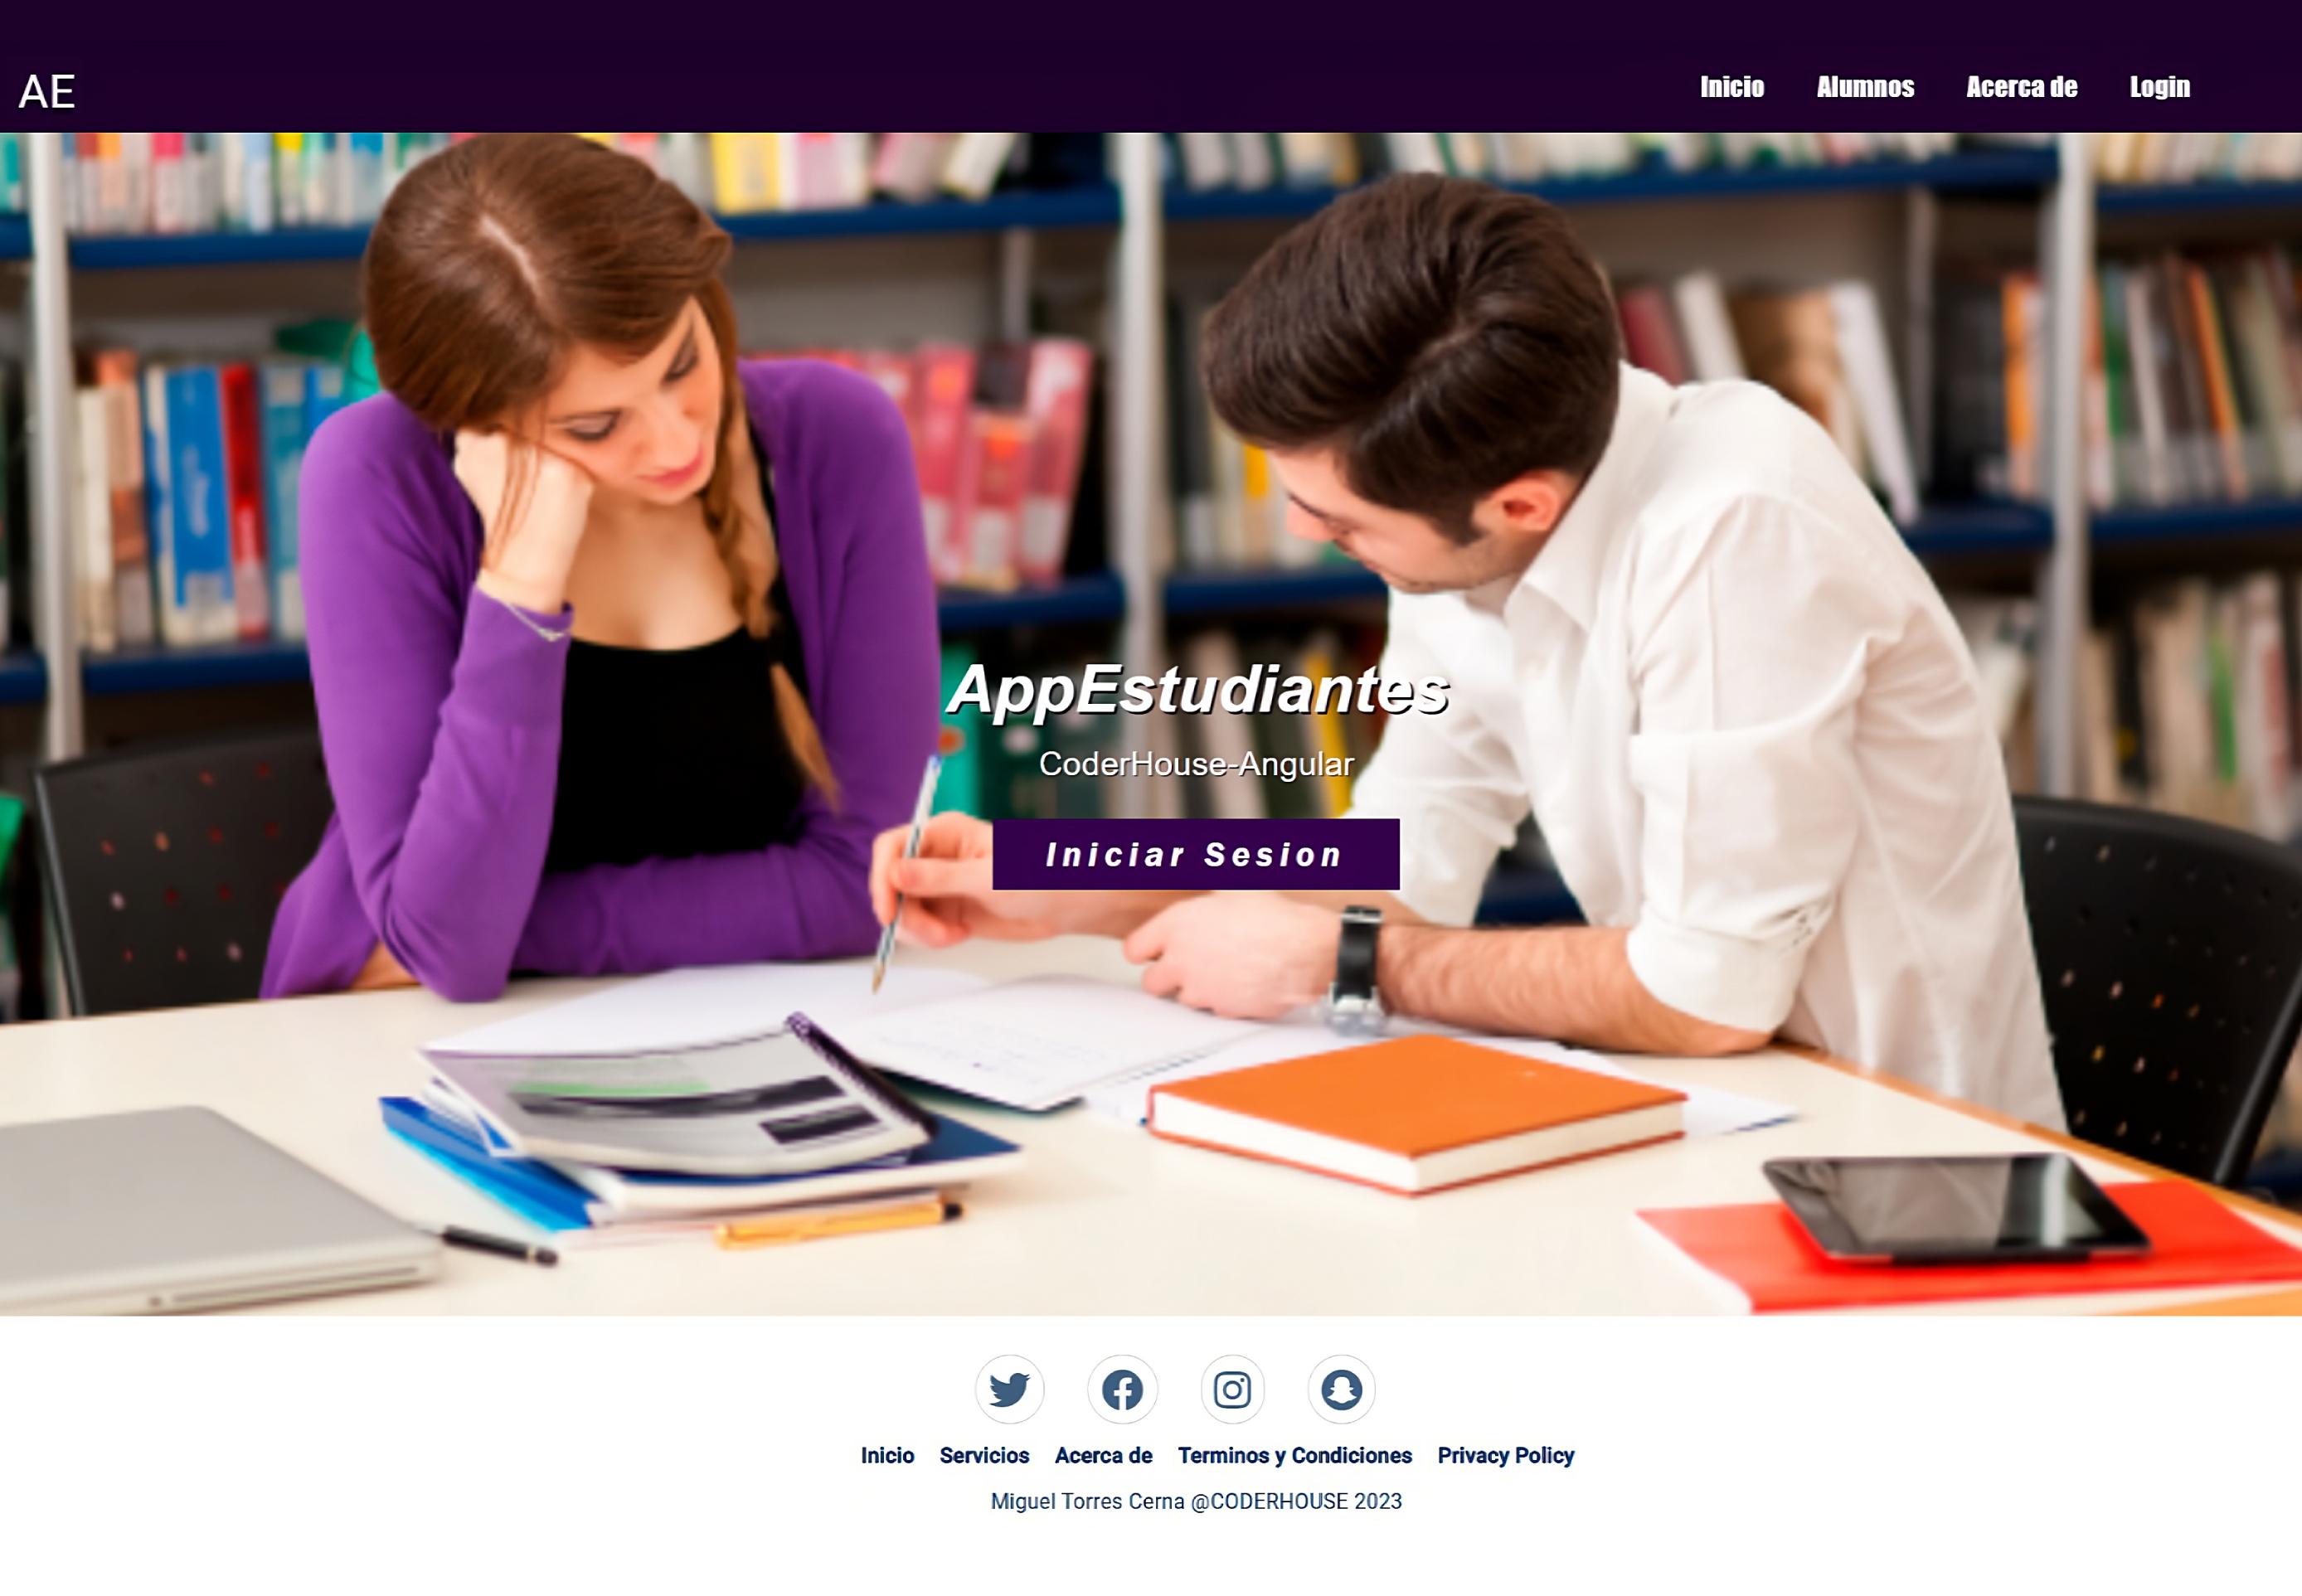 AE
Inicio Alumnos Acerca de Login
AppEstudiantes
CoderHouse-Angular
Iniciar Sesion
Inicio Servicios Acerca de Terminos y Condiciones Privacy Policy
Miguel Torres Cerna @CODERHOUSE 2023